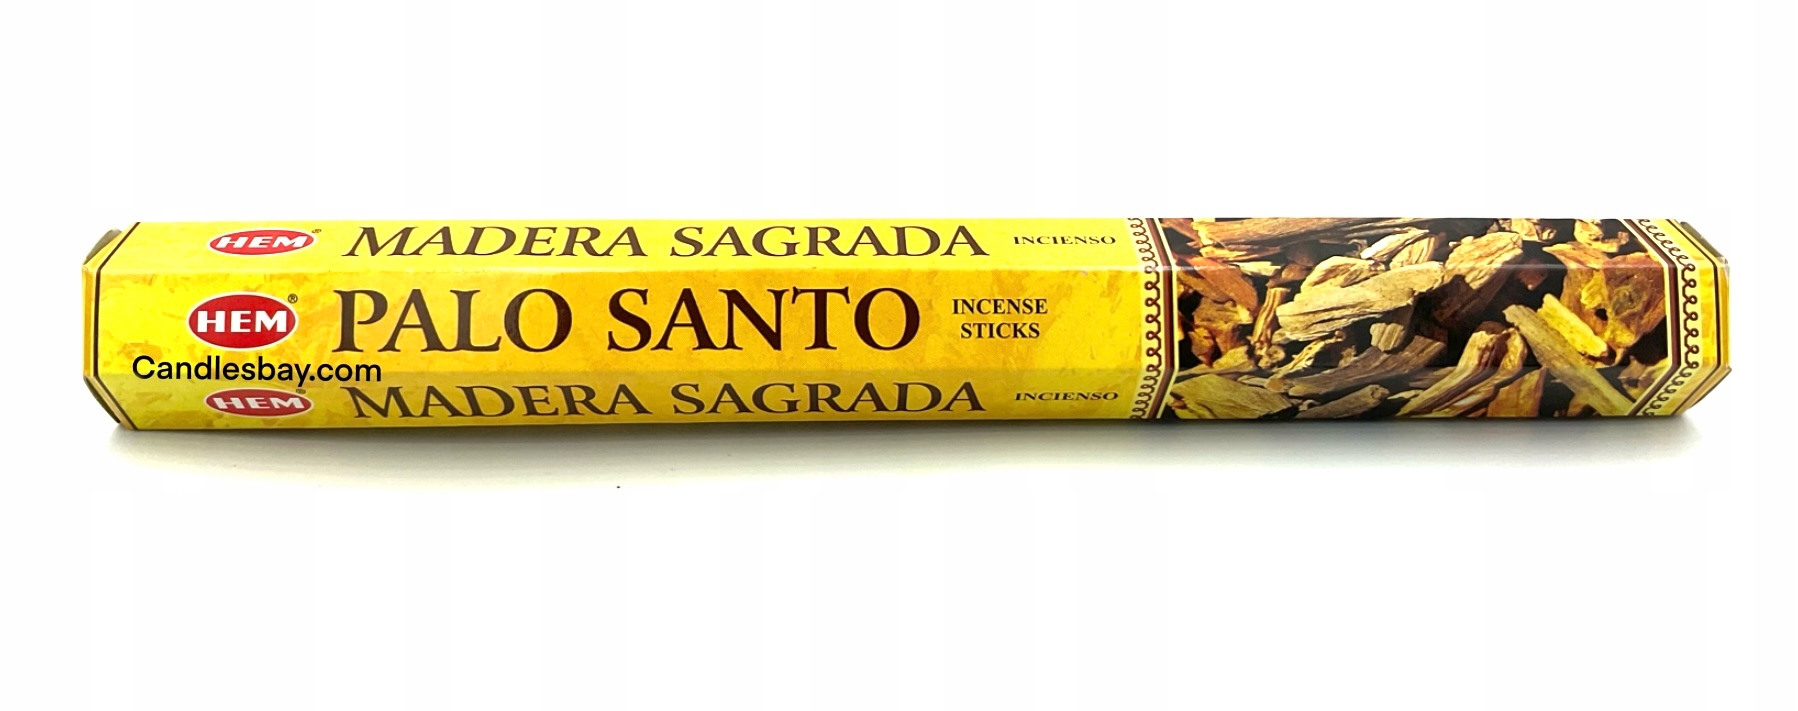 HEM® MADERA SAGRADA INCIENSO
HEM® PALO SANTO INCENSE STICKS
Candlesbay.com
HEM® MADERA SAGRADA INCIENSO